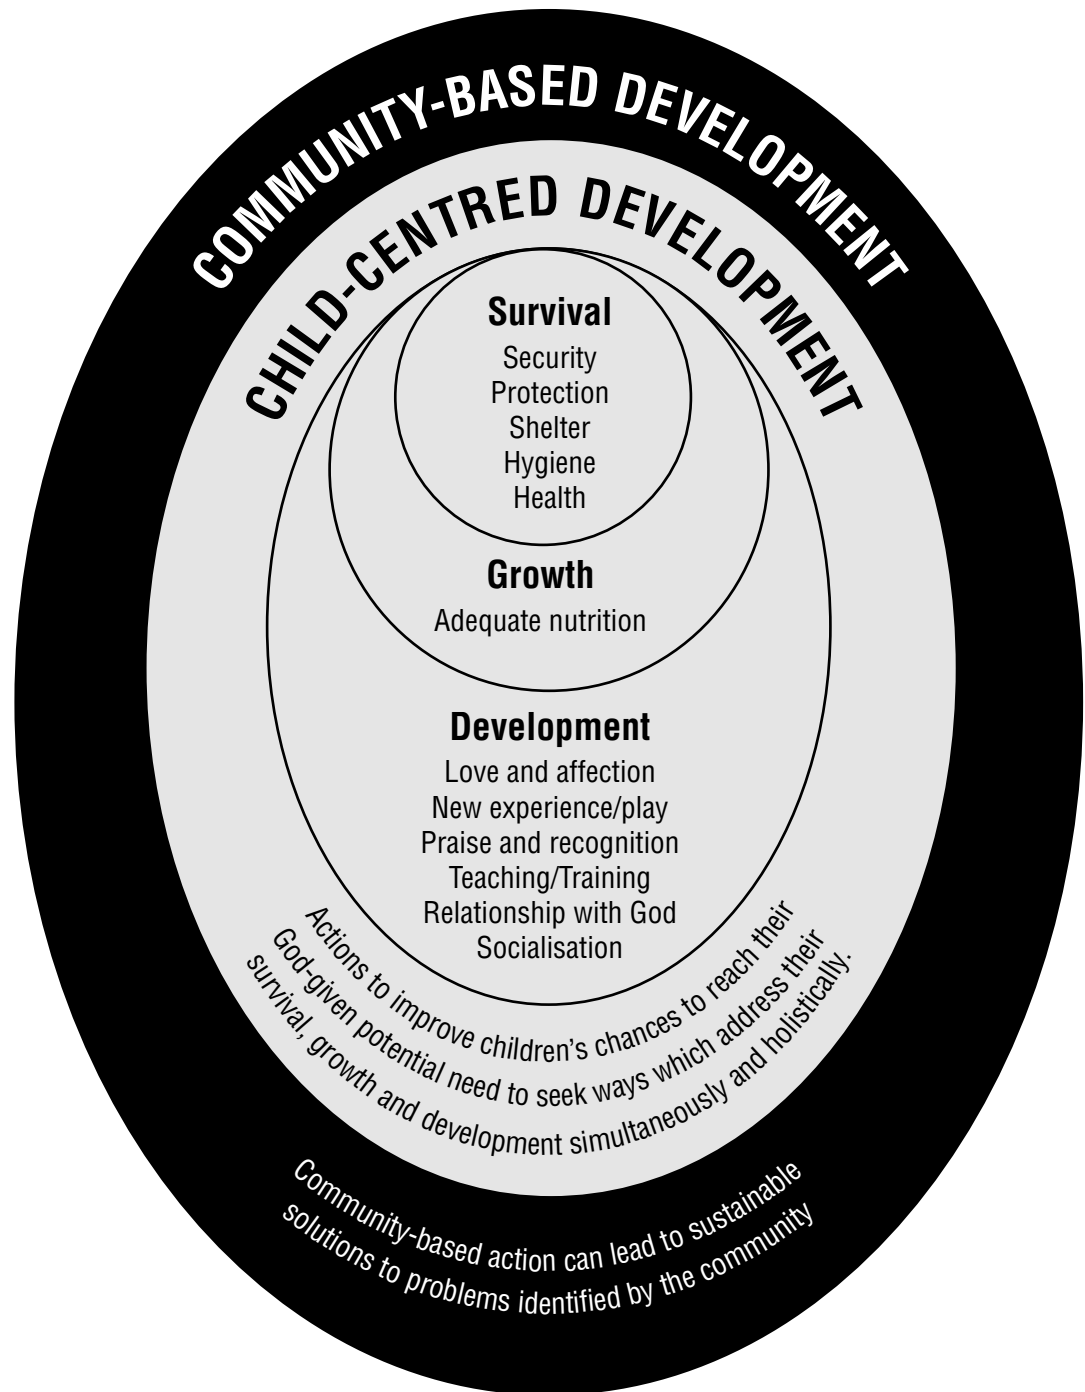 COMMUNITY-BASED DEVELOPMENT
CHILD-CENTRED DEVELOPMENT
Survival
Security
Protection
Shelter
Hygiene
Health
Growth
Adequate nutrition
Development
Love and affection
New experience/play
Praise and recognition
Teaching/Training
Relationship with God
Socialisation
Actions to improve children’s chances to reach their
God-given potential need to seek ways which address their
survival, growth and development simultaneously and holistically.
Community-based action can lead to sustainable
solutions to problems identified by the community